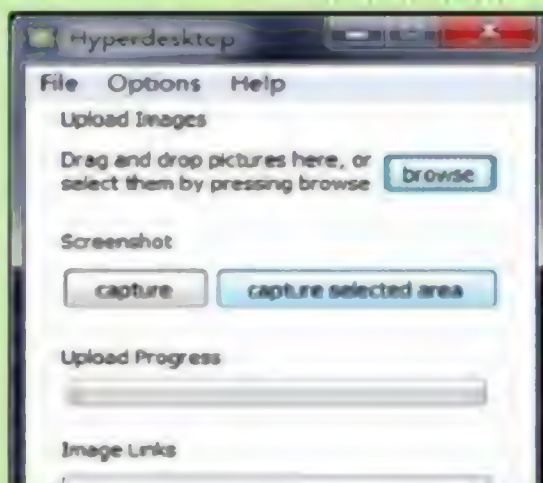 Hyperdesktop
File Options Help
Upload Images
Drag and drop pictures here, or
select them by pressing browse
browse
Screenshot
capture
capture selected area
Upload Progress
Image Links